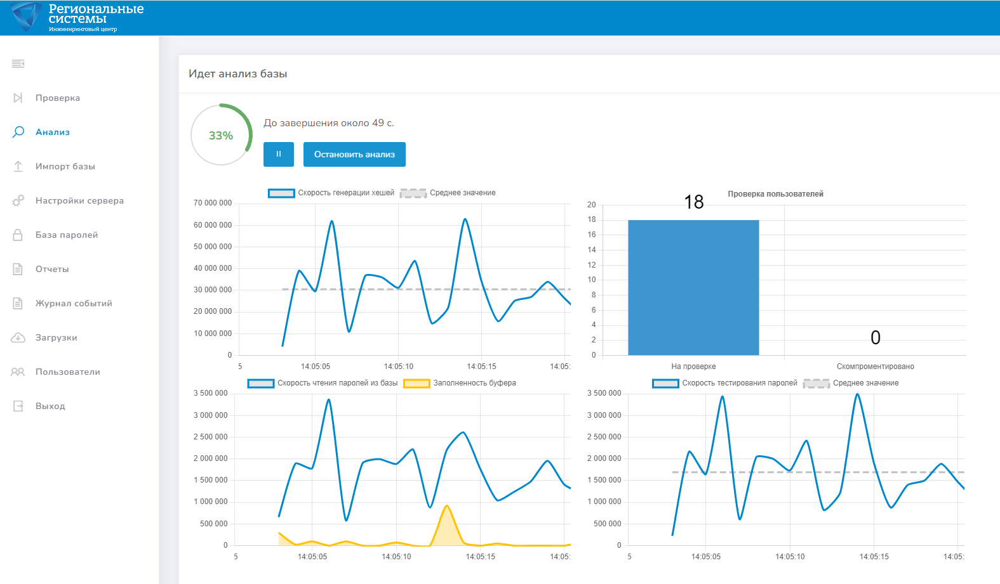 Региональные
системы
Инжиниринговый центр
Проверка
Анализ
Импорт базы
Настройки сервера
База паролей
Отчеты
Журнал событий
Загрузки
Пользователи
Выход
Идет анализ базы
33%
До завершения около 49 с.
Остановить анализ
Скорость генерации хешей Среднее значение
70 000 000
60 000 000
50 000 000
40 000 000
30 000 000
20 000 000
10 000 000
0
5 14:05:05 14:05:10 14:05:15 14:05:
Проверка пользователей
18
0
20
18
16
14
12
10
8
6
4
2
0
На проверке Скомпроментировано
Скорость чтения паролей из базы Заполненность буфера
3 500 000
3 000 000
2 500 000
2 000 000
1 500 000
1 000 000
500 000
0
5 14:05:05 14:05:10 14:05:15 14:05:
Скорость тестирования паролей Среднее значение
3 500 000
3 000 000
2 500 000
2 000 000
1 500 000
1 000 000
500 000
0
5 14:05:05 14:05:10 14:05:15 14:05: